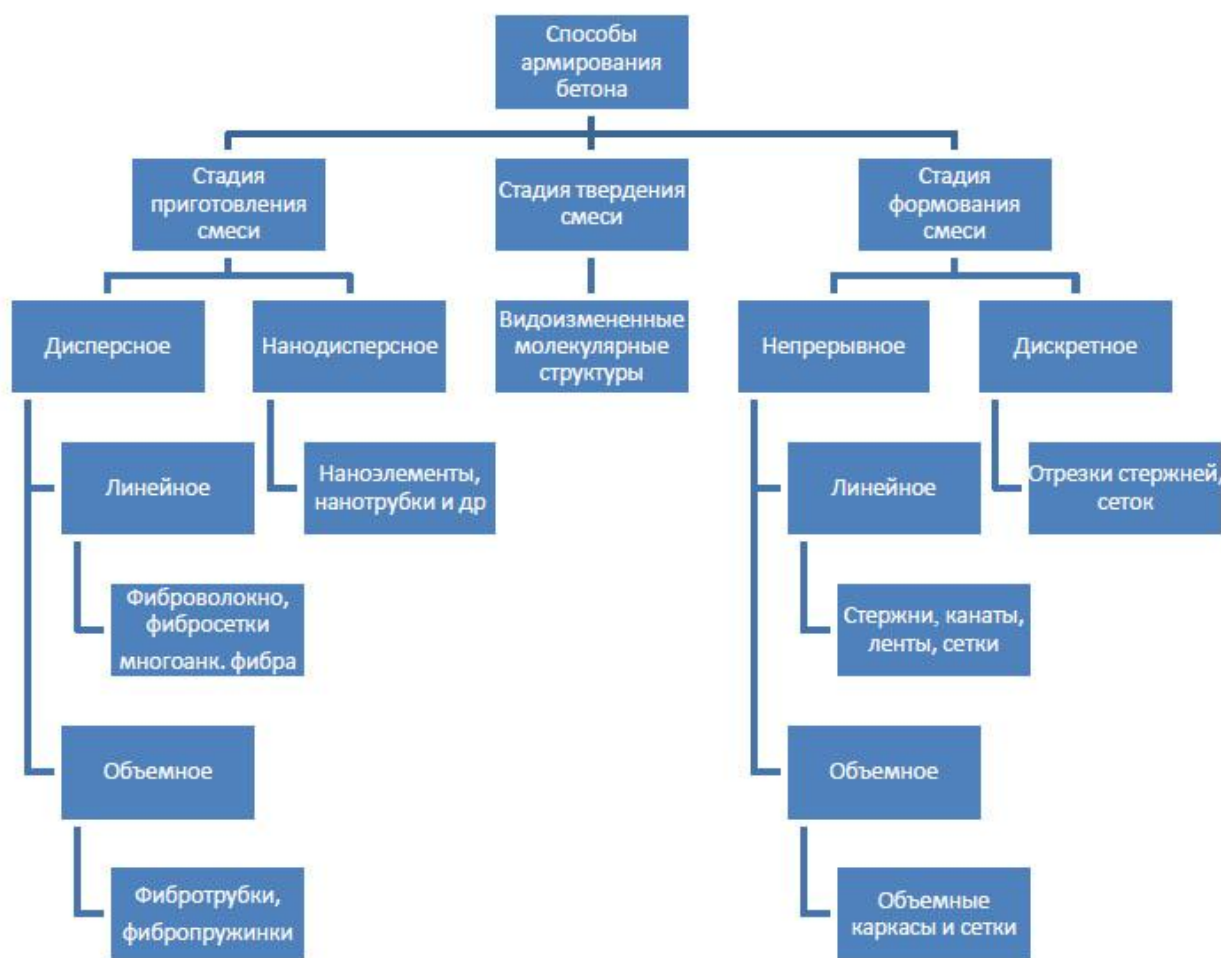 Способы
армирования
бетона
Стадия
приготовления
смеси
Стадия твердения
смеси
Стадия
формования
смеси
Дисперсное
Нанодисперсное
Видоизмененные
молекулярные
структуры
Непрерывное
Дискретное
Линейное
Наноэлементы,
нанотрубки и др
Линейное
Отрезки стержней,
сеток
Фиброволокно,
фибросетки
многоанк. фибра
Стержни, канаты,
ленты, сетки
Объемное
Объемное
Фибротрубки,
фибропружинки
Объемные
каркасы и сетки